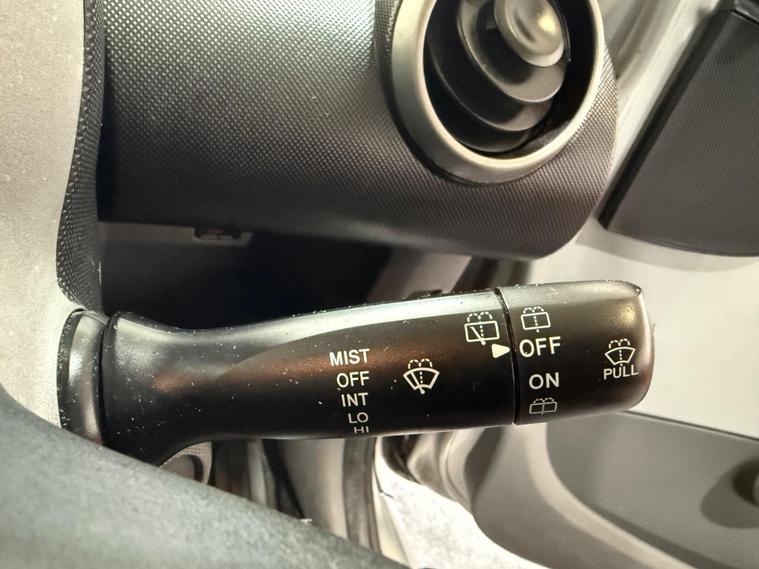 MIST
OFF
INT
LO
HI
OFF
ON
PULL